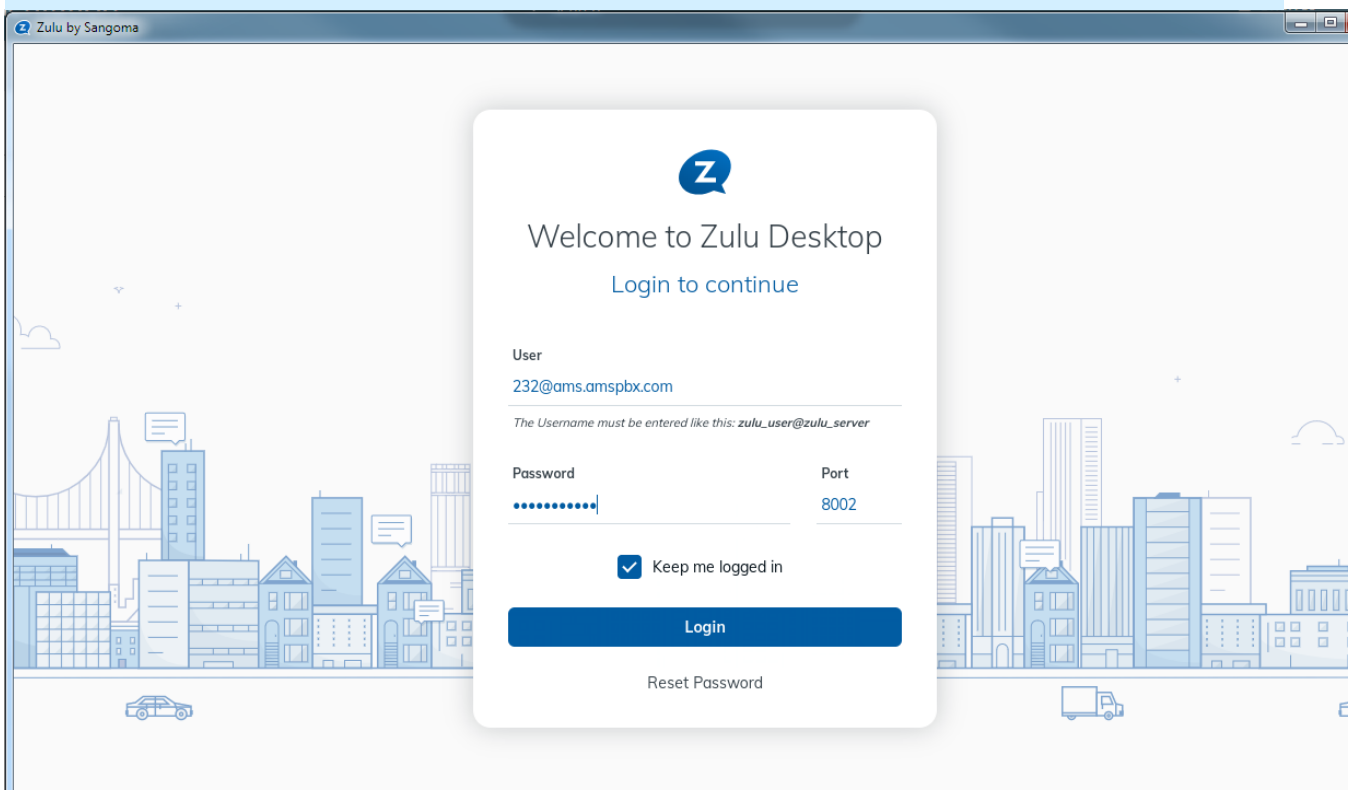 Zulu by Sangoma
Z
Welcome to Zulu Desktop
Login to continue
User
232@ams.amspbx.com
The Username must be entered like this: zulu_user@zulu_server
Password Port
••••••••••• 8002
Keep me logged in
Login
Reset Password